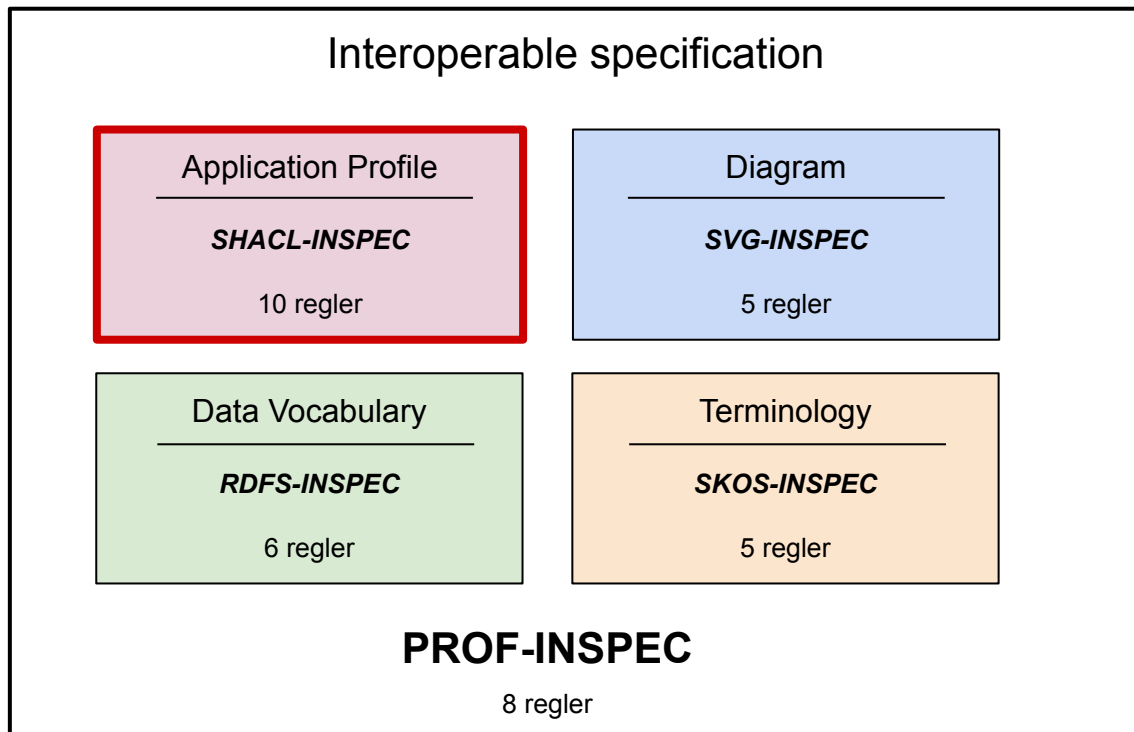 Interoperable specification
Application Profile
SHACL-INSPEC
10 regler
Diagram
SVG-INSPEC
5 regler
Data Vocabulary
RDFS-INSPEC
6 regler
Terminology
SKOS-INSPEC
5 regler
PROF-INSPEC
8 regler